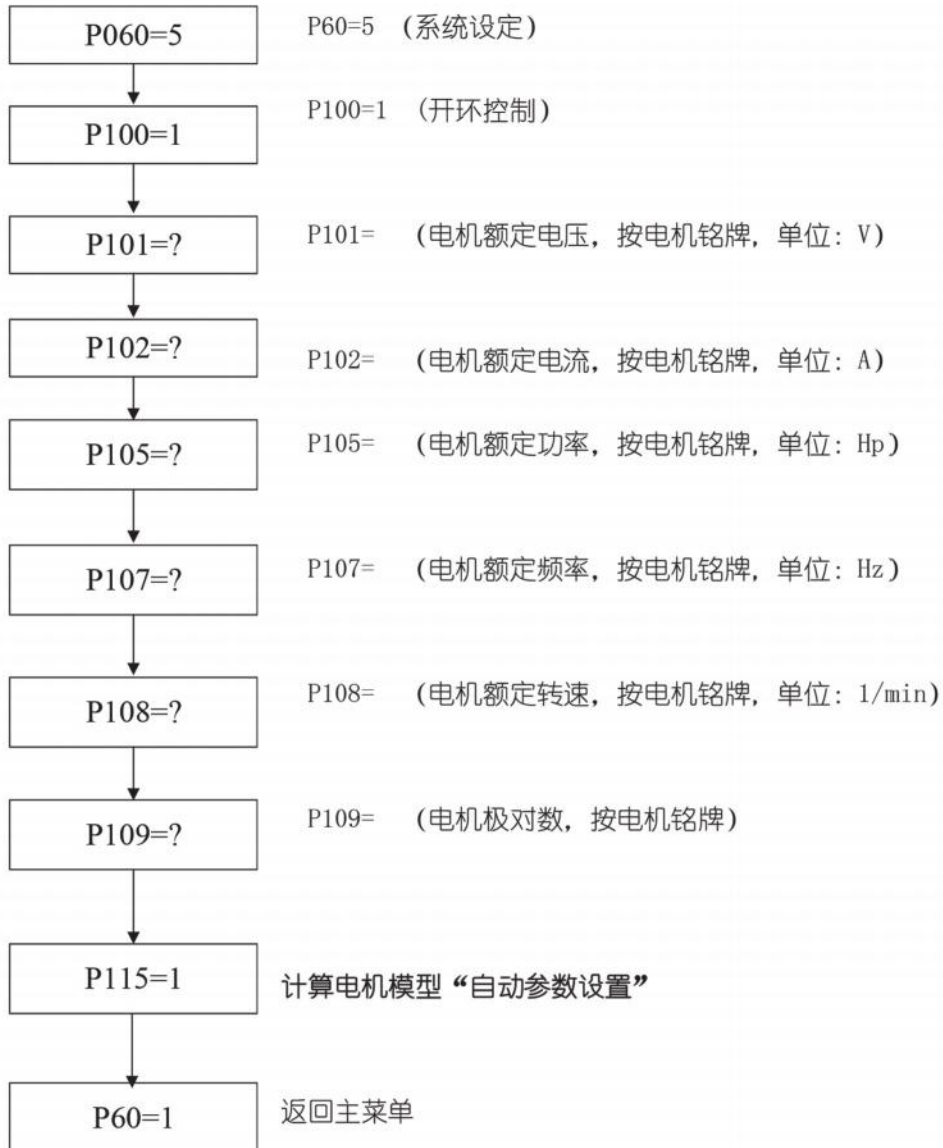 P060=5
P60=5 (系统设定)
P100=1
P100=1 (开环控制)
P101=?
P101= (电机额定电压，按电机铭牌，单位：V)
P102=?
P102= (电机额定电流，按电机铭牌，单位：A)
P105=?
P105= (电机额定功率，按电机铭牌，单位：Hp)
P107=?
P107= (电机额定频率，按电机铭牌，单位：Hz)
P108=?
P108= (电机额定转速，按电机铭牌，单位：1/min)
P109=?
P109= (电机极对数，按电机铭牌)
P115=1
计算电机模型“自动参数设置”
P60=1
返回主菜单